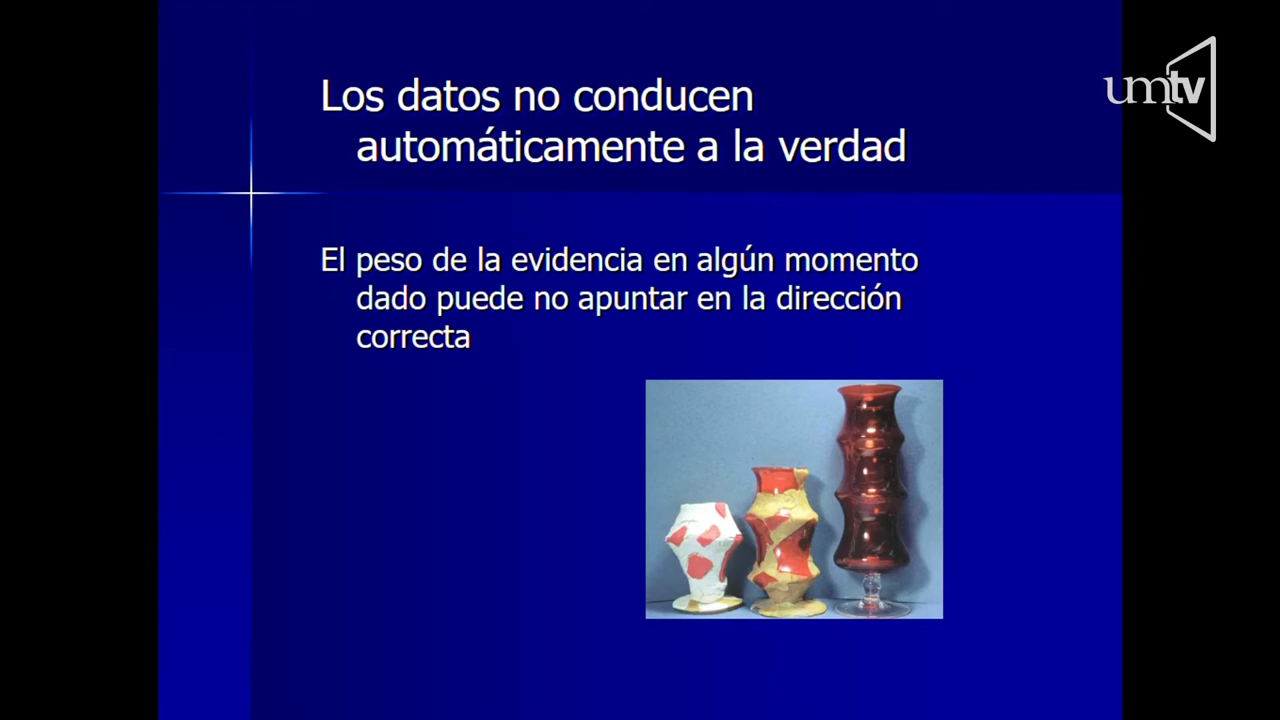 Los datos no conducen
automáticamente a la verdad
umtv
El peso de la evidencia en algún momento
dado puede no apuntar en la dirección
correcta